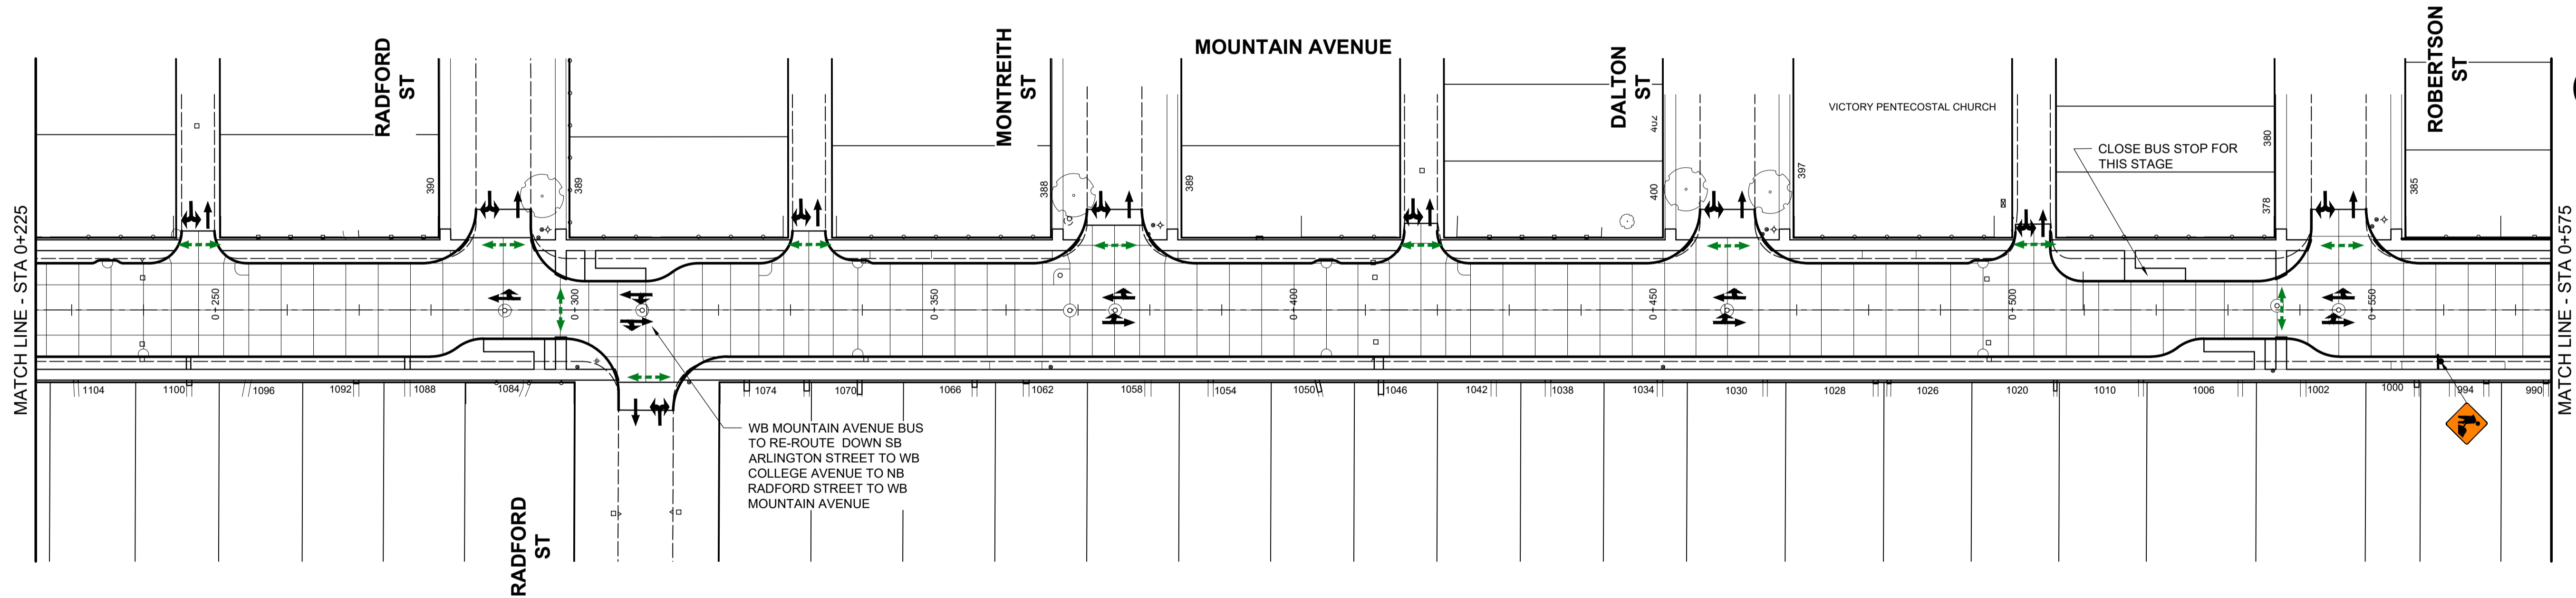 MOUNTAIN AVENUE
RADFORD
ST
MONTREITH
ST
DALTON
ST
ROBERTSON
ST
VICTORY PENTECOSTAL CHURCH
CLOSE BUS STOP FOR
THIS STAGE
390
389
388
389
402
400
397
380
378
385
MATCH LINE - STA 0+225
MATCH LINE - STA 0+575
0+250
0+300
0+350
0+400
0+450
0+500
0+550
1104
1100
1096
1092
1088
1084
1074
1070
1066
1062
1058
1054
1050
1046
1042
1038
1034
1030
1028
1026
1020
1010
1006
1002
1000
994
990
WB MOUNTAIN AVENUE BUS
TO RE-ROUTE DOWN SB
ARLINGTON STREET TO WB
COLLEGE AVENUE TO NB
RADFORD STREET TO WB
MOUNTAIN AVENUE
RADFORD
ST